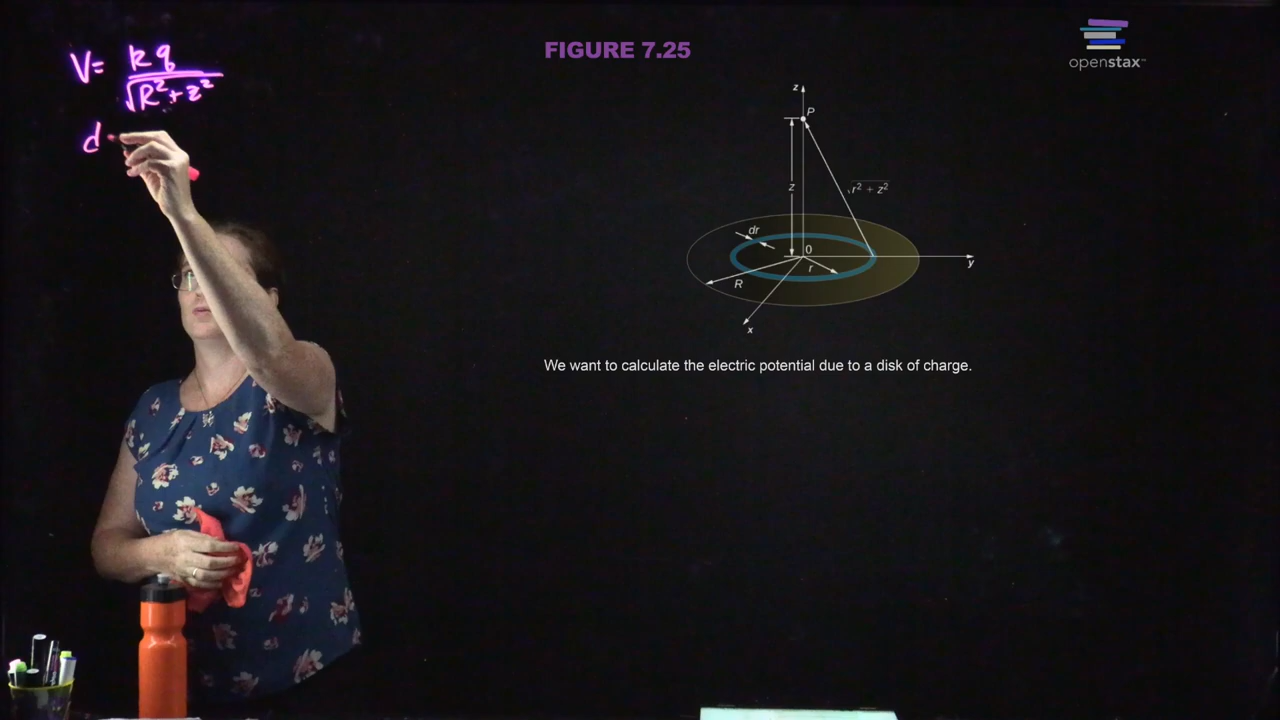 V = kq / √R² + z²
d
FIGURE 7.25
openstax™
z
P
z
√r² + z²
dr
0
r
R
y
x
We want to calculate the electric potential due to a disk of charge.